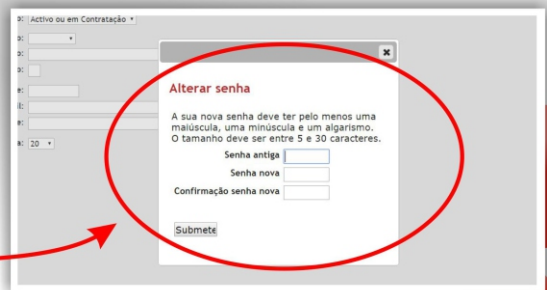 o: Activo ou em Contratação
o:
o:
o:
e:
il:
e:
a: 20
x
Alterar senha
A sua nova senha deve ter pelo menos uma
maiúscula, uma minúscula e um algarismo.
O tamanho deve ser entre 5 e 30 caracteres.
Senha antiga
Senha nova
Confirmação senha nova
Submete